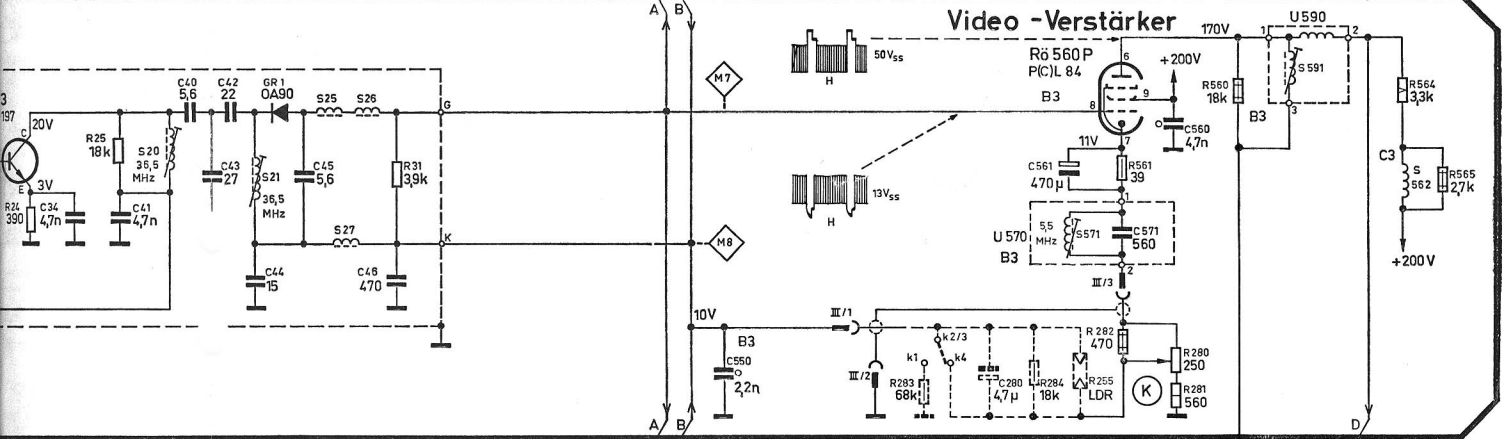 A B
Video -Verstärker
170V
U590
1 2
50Vss
H
Rö 560 P
P(C)L 84
6
+200V
S591
R560
18k
B3
3
R564
3,3k
3
197
20V
C
E 3V
R24
390
C34
4,7n
R25
18k
C41
4,7n
S20
36,5
MHz
C40
5,6
C42
22
GR1
OA90
S25 S26
C43
27
S21
36,5
MHz
C45
5,6
R31
3,9k
G
M7
B3
8
9
7
C560
4,7n
11V
C561
470µ
R561
39
13Vss
H
C3
S
562
R565
2,7k
+200V
S27
K
M8
C44
15
C46
470
U570
B3
1
5,5
MHz
S571
C571
560
2
III/3
10V
B3
C550
2,2n
III/1
III/2
k2/3
k1
k4
R283
68k
C280
4,7µ
R284
18k
R255
LDR
R282
470
R280
250
R281
560
K
A B
D